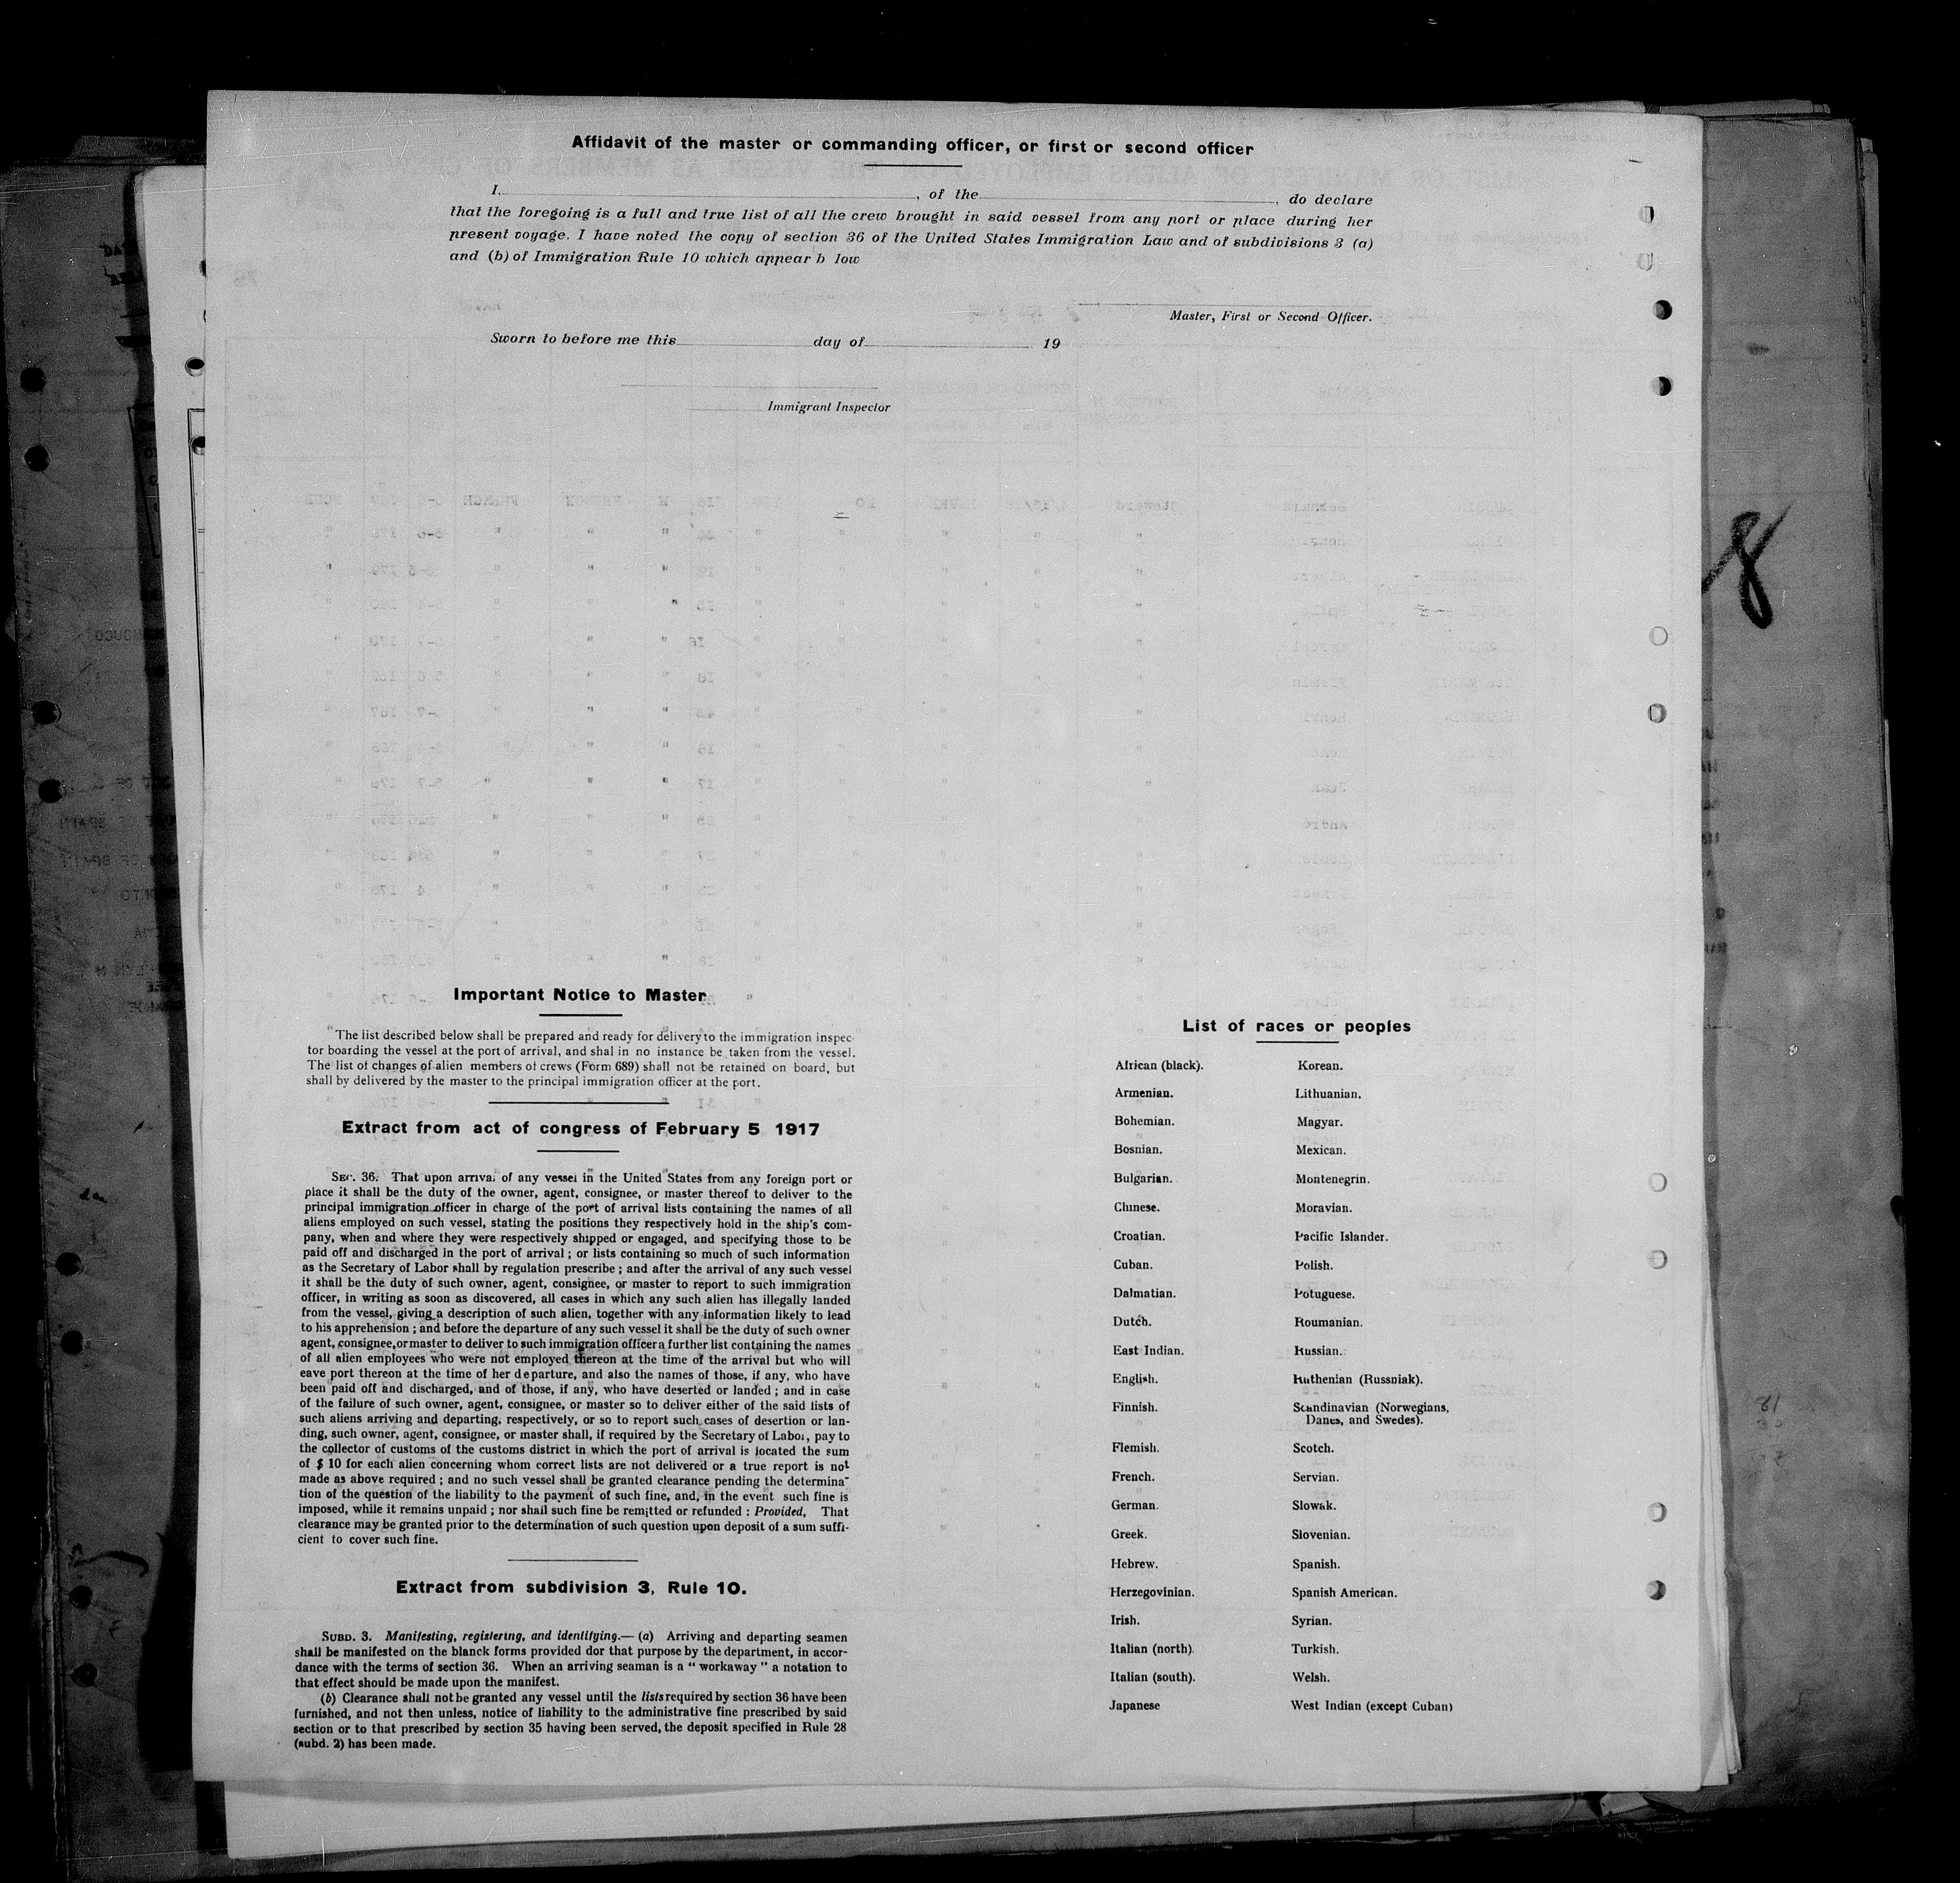 Affidavit of the master or commanding officer, or first or second officer
I, , of the , do declare
that the foregoing is a full and true list of all the crew brought in said vessel from any port or place during her
present voyage. I have noted the copy of section 36 of the United States Immigration Law and of subdivisions 3 (a)
and (b) of Immigration Rule 10 which appear b low
Master, First or Second Officer.
Sworn to before me this day of 19
Immigrant Inspector
8
Important Notice to Master
The list described below shall be prepared and ready for delivery to the immigration inspec-
tor boarding the vessel at the port of arrival, and shal in no instance be taken from the vessel.
The list of changes of alien members of crews (Form 689) shall not be retained on board, but
shall by delivered by the master to the principal immigration officer at the port.
Extract from act of congress of February 5 1917
SEC. 36. That upon arrival of any vessel in the United States from any foreign port or
place it shall be the duty of the owner, agent, consignee, or master thereof to deliver to the
principal immigration officer in charge of the port of arrival lists containing the names of all
aliens employed on such vessel, stating the positions they respectively hold in the ship's com-
pany, when and where they were respectively shipped or engaged, and specifying those to be
paid off and discharged in the port of arrival ; or lists containing so much of such information
as the Secretary of Labor shall by regulation prescribe ; and after the arrival of any such vessel
it shall be the duty of such owner, agent, consignee, or master to report to such immigration
officer, in writing as soon as discovered, all cases in which any such alien has illegally landed
from the vessel, giving a description of such alien, together with any information likely to lead
to his apprehension ; and before the departure of any such vessel it shall be the duty of such owner
agent, consignee, or master to deliver to such immigration officer a further list containing the names
of all alien employees who were not employed thereon at the time of the arrival but who will
eave port thereon at the time of her departure, and also the names of those, if any, who have
been paid off and discharged, and of those, if any, who have deserted or landed ; and in case
of the failure of such owner, agent, consignee, or master so to deliver either of the said lists of
such aliens arriving and departing, respectively, or so to report such cases of desertion or lan-
ding, such owner, agent, consignee, or master shall, if required by the Secretary of Labor, pay to
the collector of customs of the customs district in which the port of arrival is located the sum
of $ 10 for each alien concerning whom correct lists are not delivered or a true report is not
made as above required ; and no such vessel shall be granted clearance pending the determina-
tion of the question of the liability to the payment of such fine, and, in the event such fine is
imposed, while it remains unpaid ; nor shall such fine be remitted or refunded : Provided, That
clearance may be granted prior to the determination of such question upon deposit of a sum suffi-
cient to cover such fine.
Extract from subdivision 3, Rule 10.
SUBD. 3. Manifesting, registering, and identifying.— (a) Arriving and departing seamen
shall be manifested on the blanck forms provided dor that purpose by the department, in accor-
dance with the terms of section 36. When an arriving seaman is a " workaway " a notation to
that effect should be made upon the manifest.
(b) Clearance shall not be granted any vessel until the lists required by section 36 have been
furnished, and not then unless, notice of liability to the administrative fine prescribed by said
section or to that prescribed by section 35 having been served, the deposit specified in Rule 28
(subd. 2) has been made.
List of races or peoples
African (black). Korean.
Armenian. Lithuanian.
Bohemian. Magyar.
Bosnian. Mexican.
Bulgarian. Montenegrin.
Chinese. Moravian.
Croatian. Pacific Islander.
Cuban. Polish.
Dalmatian. Potuguese.
Dutch. Roumanian.
East Indian. Russian.
English. Ruthenian (Russniak).
Finnish. Scandinavian (Norwegians,
Danes, and Swedes).
Flemish. Scotch.
French. Servian.
German. Slowak.
Greek. Slovenian.
Hebrew. Spanish.
Herzegovinian. Spanish American.
Irish. Syrian.
Italian (north) Turkish.
Italian (south). Welsh.
Japanese West Indian (except Cuban)